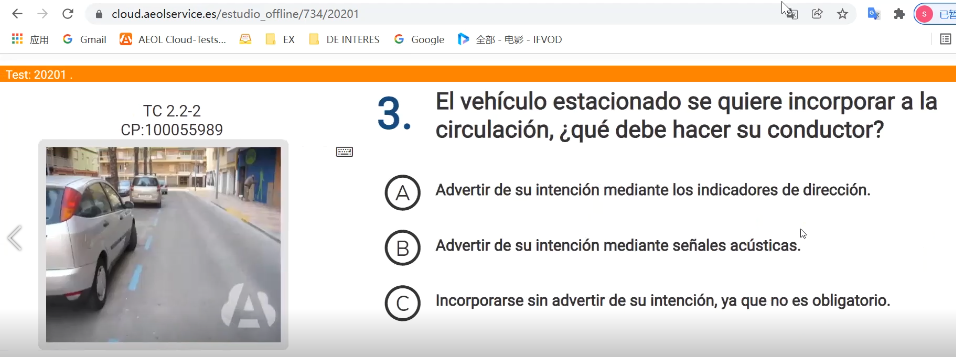 cloud.aeolservice.es/estudio_offline/734/20201
应用
Gmail
AEOL Cloud-Tests...
EX
DE INTERES
Google
全部 - 电影 - IFVOD
Test: 20201 .
TC 2.2-2
CP:100055989
3.
El vehículo estacionado se quiere incorporar a la
circulación, ¿qué debe hacer su conductor?
A
Advertir de su intención mediante los indicadores de dirección.
B
Advertir de su intención mediante señales acústicas.
C
Incorporarse sin advertir de su intención, ya que no es obligatorio.